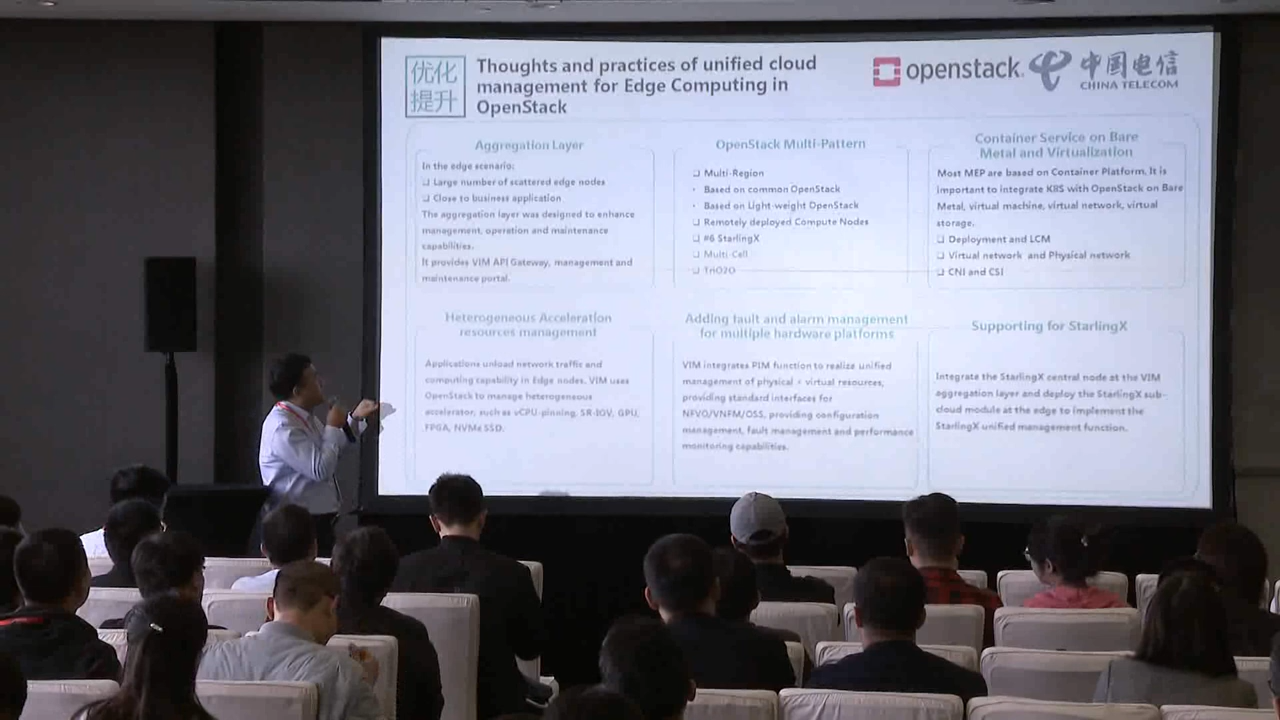 优化
提升
Thoughts and practices of unified cloud
management for Edge Computing in
OpenStack
openstack.
中国电信
CHINA TELECOM
Aggregation Layer
In the edge scenario:
❑ Large number of scattered edge nodes
❑ Close to business application
The aggregation layer was designed to enhance
management, operation and maintenance
capabilities.
It provides VIM API Gateway, management and
maintenance portal.
OpenStack Multi-Pattern
❑ Multi-Region
• Based on common OpenStack
• Based on Light-weight OpenStack
❑ Remotely deployed Compute Nodes
❑ #6 StarlingX
❑ Multi-Cell
❑ TriO2O
Container Service on Bare
Metal and Virtualization
Most MEP are based on Container Platform. It is
important to integrate K8S with OpenStack on Bare
Metal, virtual machine, virtual network, virtual
storage.
❑ Deployment and LCM
❑ Virtual network and Physical network
❑ CNI and CSI
Heterogeneous Acceleration
resources management
Applications unload network traffic and
computing capability in Edge nodes. VIM uses
OpenStack to manage heterogeneous
accelerator, such as vCPU-pinning, SR-IOV, GPU,
FPGA, NVMe SSD.
Adding fault and alarm management
for multiple hardware platforms
VIM integrates PIM function to realize unified
management of physical + virtual resources,
providing standard interfaces for
NFVO/VNFM/OSS, providing configuration
management, fault management and performance
monitoring capabilities.
Supporting for StarlingX
Integrate the StarlingX central node at the VIM
aggregation layer and deploy the StarlingX sub-
cloud module at the edge to implement the
StarlingX unified management function.